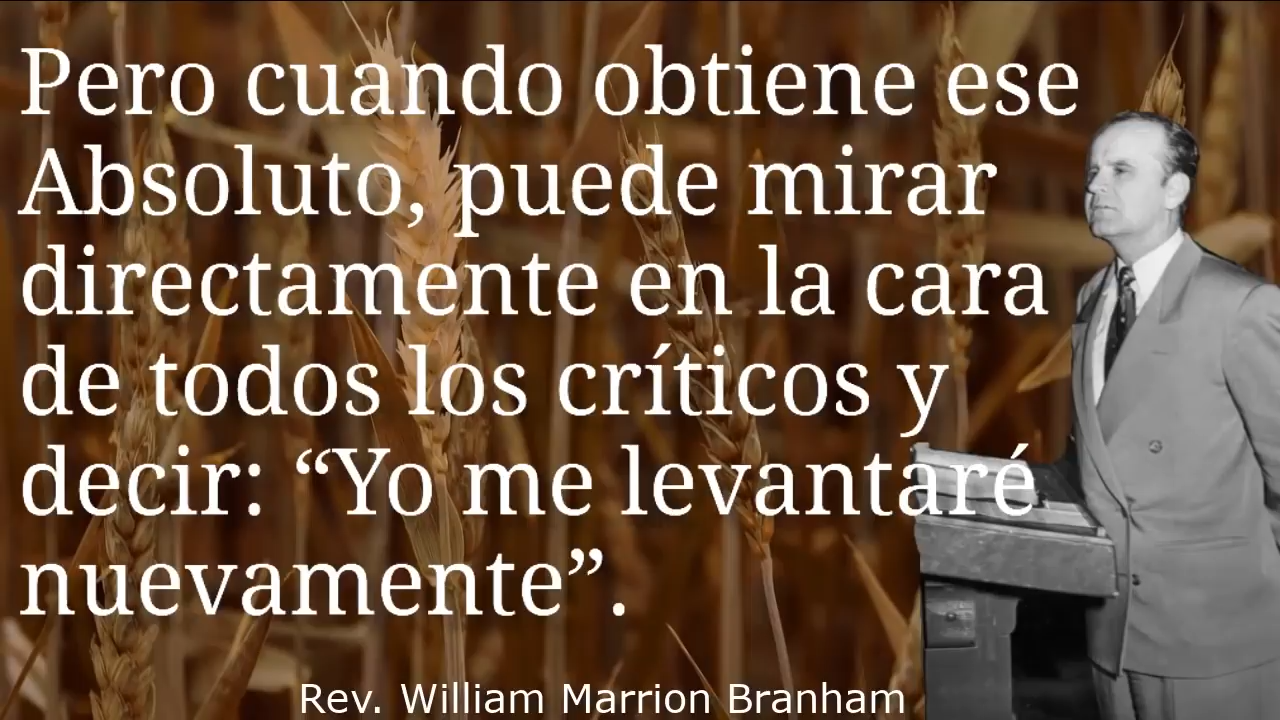 Pero cuando obtiene ese
Absoluto, puede mirar
directamente en la cara
de todos los críticos y
decir: “Yo me levantaré
nuevamente”.
Rev. William Marrion Branham